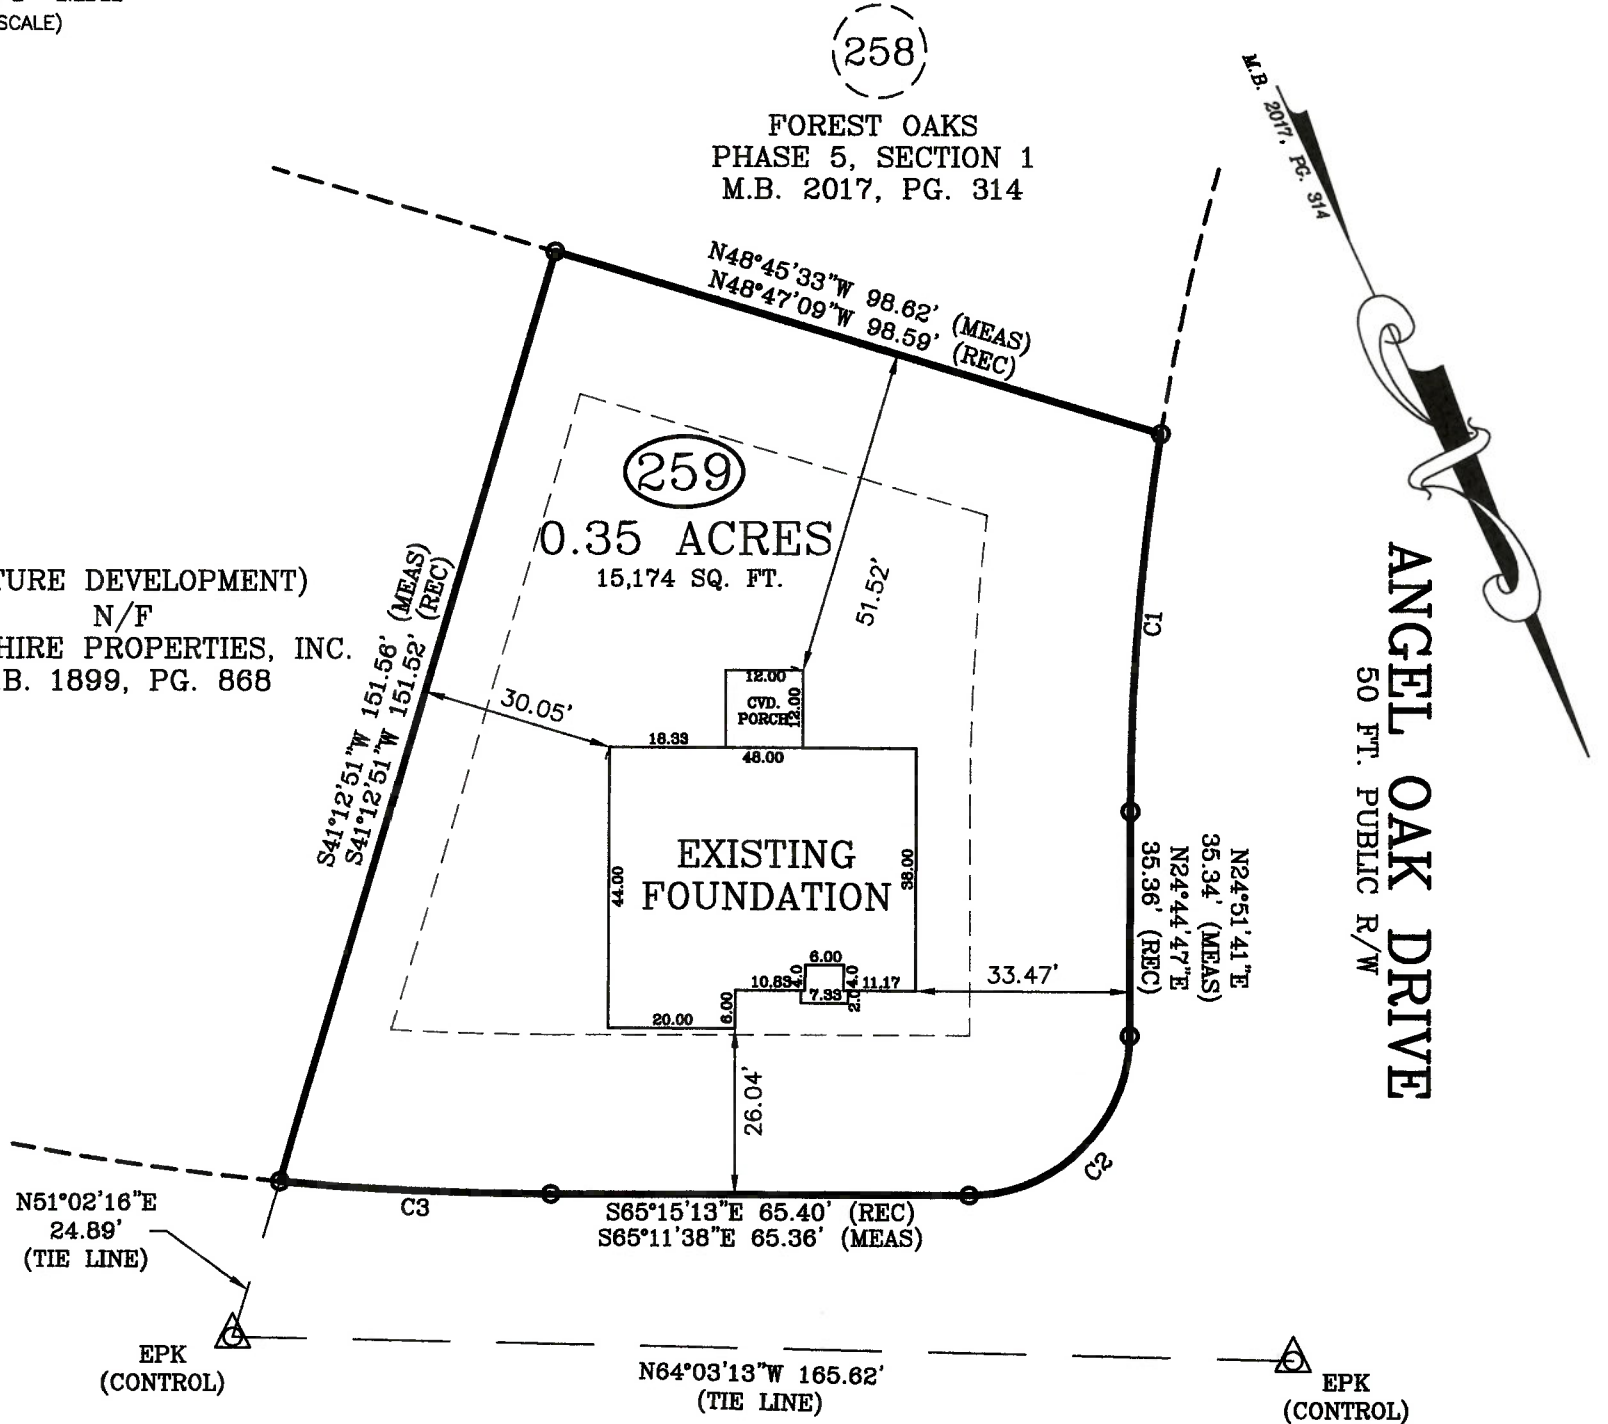 SCALE)
258
FOREST OAKS
PHASE 5, SECTION 1
M.B. 2017, PG. 314
M.B. 2017, PG. 314
N48°45'33"W 98.62' (MEAS)
N48°47'09"W 98.59' (REC)
259
0.35 ACRES
15,174 SQ. FT.
51.52'
C1
ANGEL OAK DRIVE
50 FT. PUBLIC R/W
TURE DEVELOPMENT)
N/F
HIRE PROPERTIES, INC.
B. 1899, PG. 868
S41°12'51"W 151.56' (MEAS)
S41°12'51"W 151.52' (REC)
30.05'
12.00
CVD.
PORCH
12.00
18.33
48.00
EXISTING
FOUNDATION
44.00
38.00
N24°51'41"E
35.34' (MEAS)
N24°44'47"E
35.36' (REC)
6.00
10.83
4.0
4.0
11.17
7.33
2.0
33.47'
20.00
6.00
26.04'
C2
C3
S65°15'13"E 65.40' (REC)
S65°11'38"E 65.36' (MEAS)
N51°02'16"E
24.89'
(TIE LINE)
EPK
(CONTROL)
N64°03'13"W 165.62'
(TIE LINE)
EPK
(CONTROL)